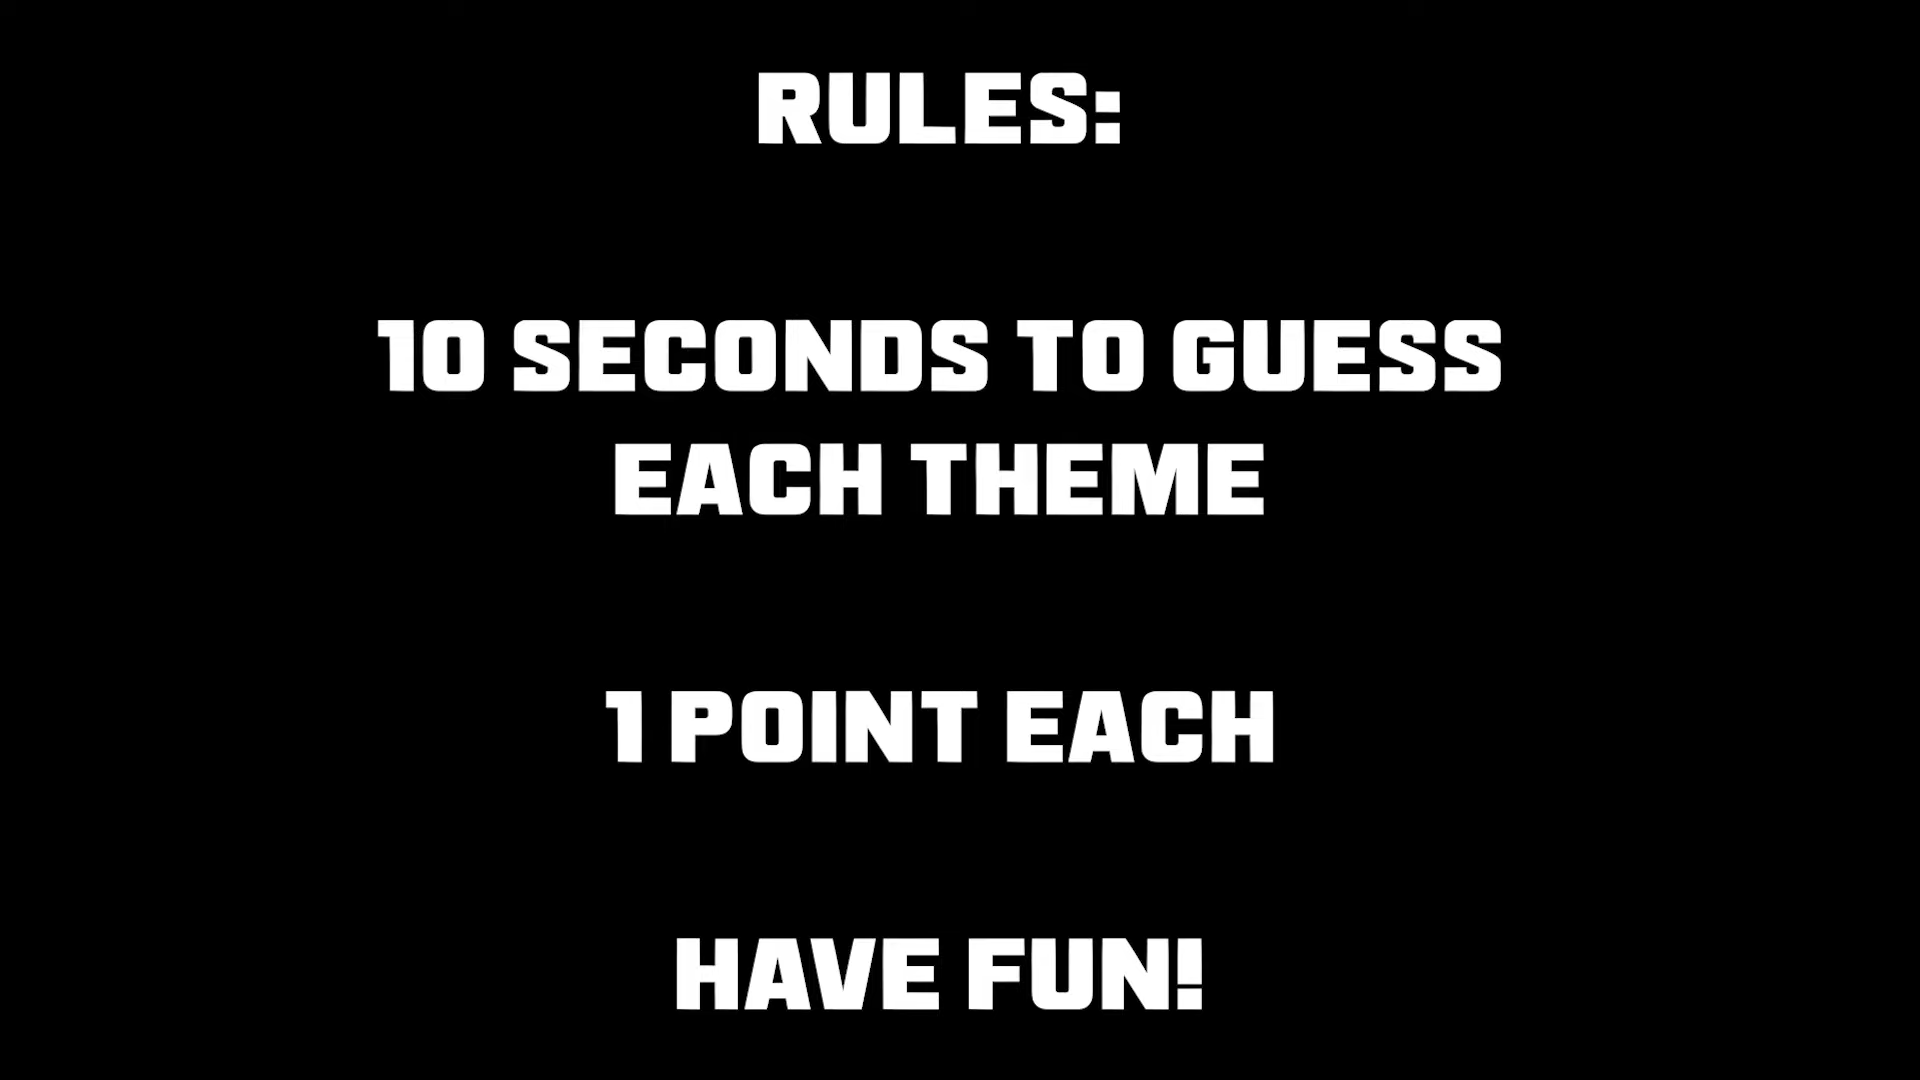 RULES:
10 SECONDS TO GUESS
EACH THEME
1 POINT EACH
HAVE FUN!